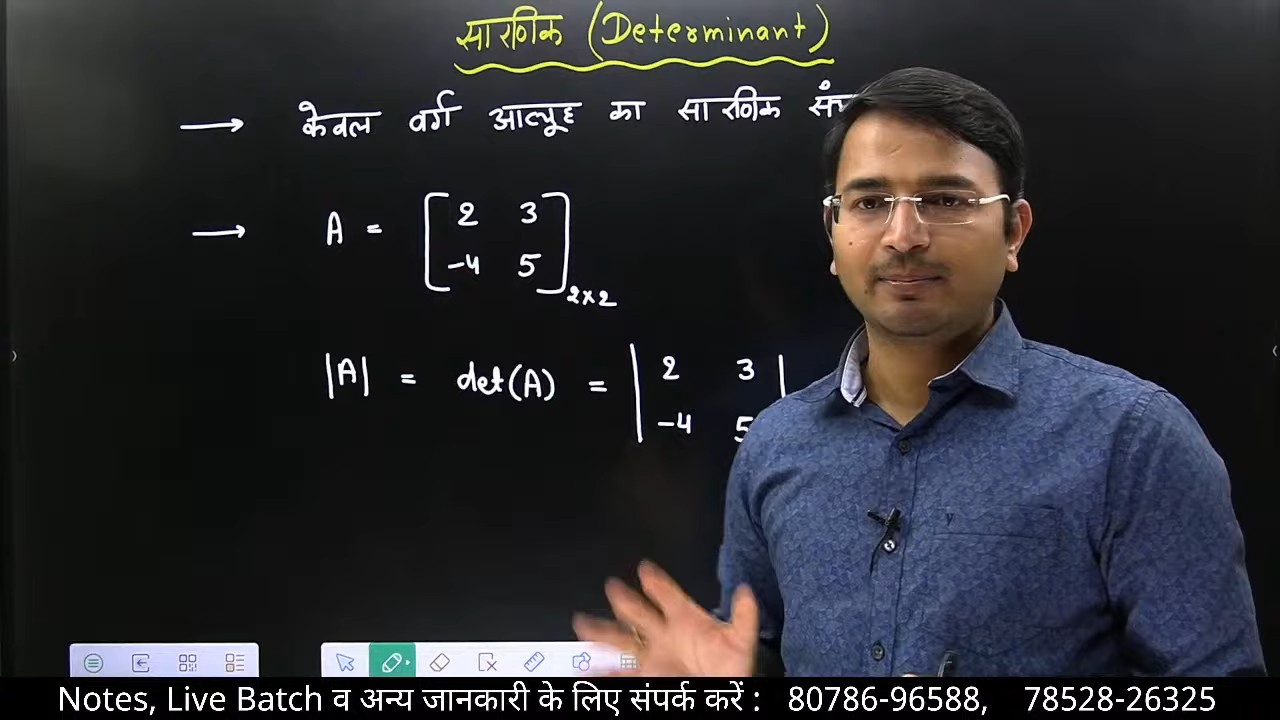 सारणिक (Determinant)
→ केवल वर्ग आव्यूह का सारणिक
→ A = [2 3
-4 5]2×2
|A| = det(A) = |2 3|
-4 5
Notes, Live Batch व अन्य जानकारी के लिए संपर्क करें : 80786-96588, 78528-26325